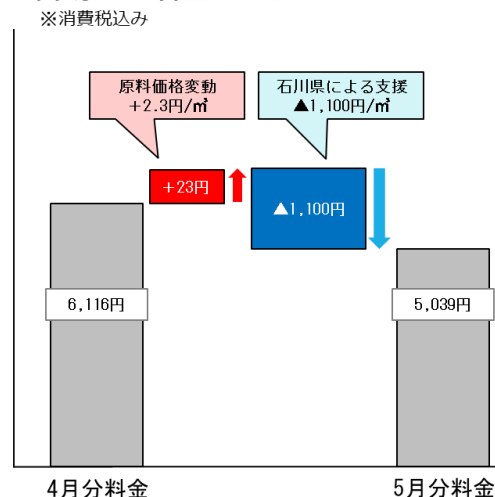 ※消費税込み
原料価格変動
+2.3円/㎥
石川県による支援
▲1,100円/㎥
+23円
▲1,100円
6,116円
5,039円
4月分料金
5月分料金